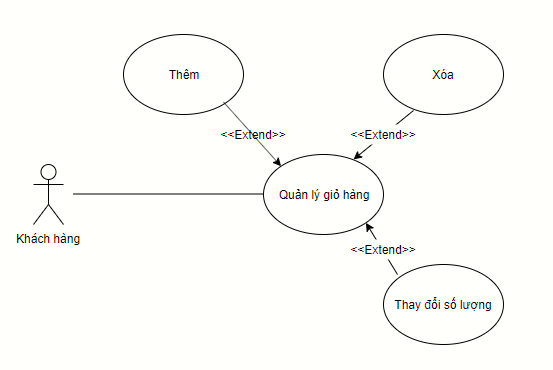 Thêm
Xóa
<<Extend>>
<<Extend>>
Quản lý giỏ hàng
Khách hàng
<<Extend>>
Thay đổi số lượng